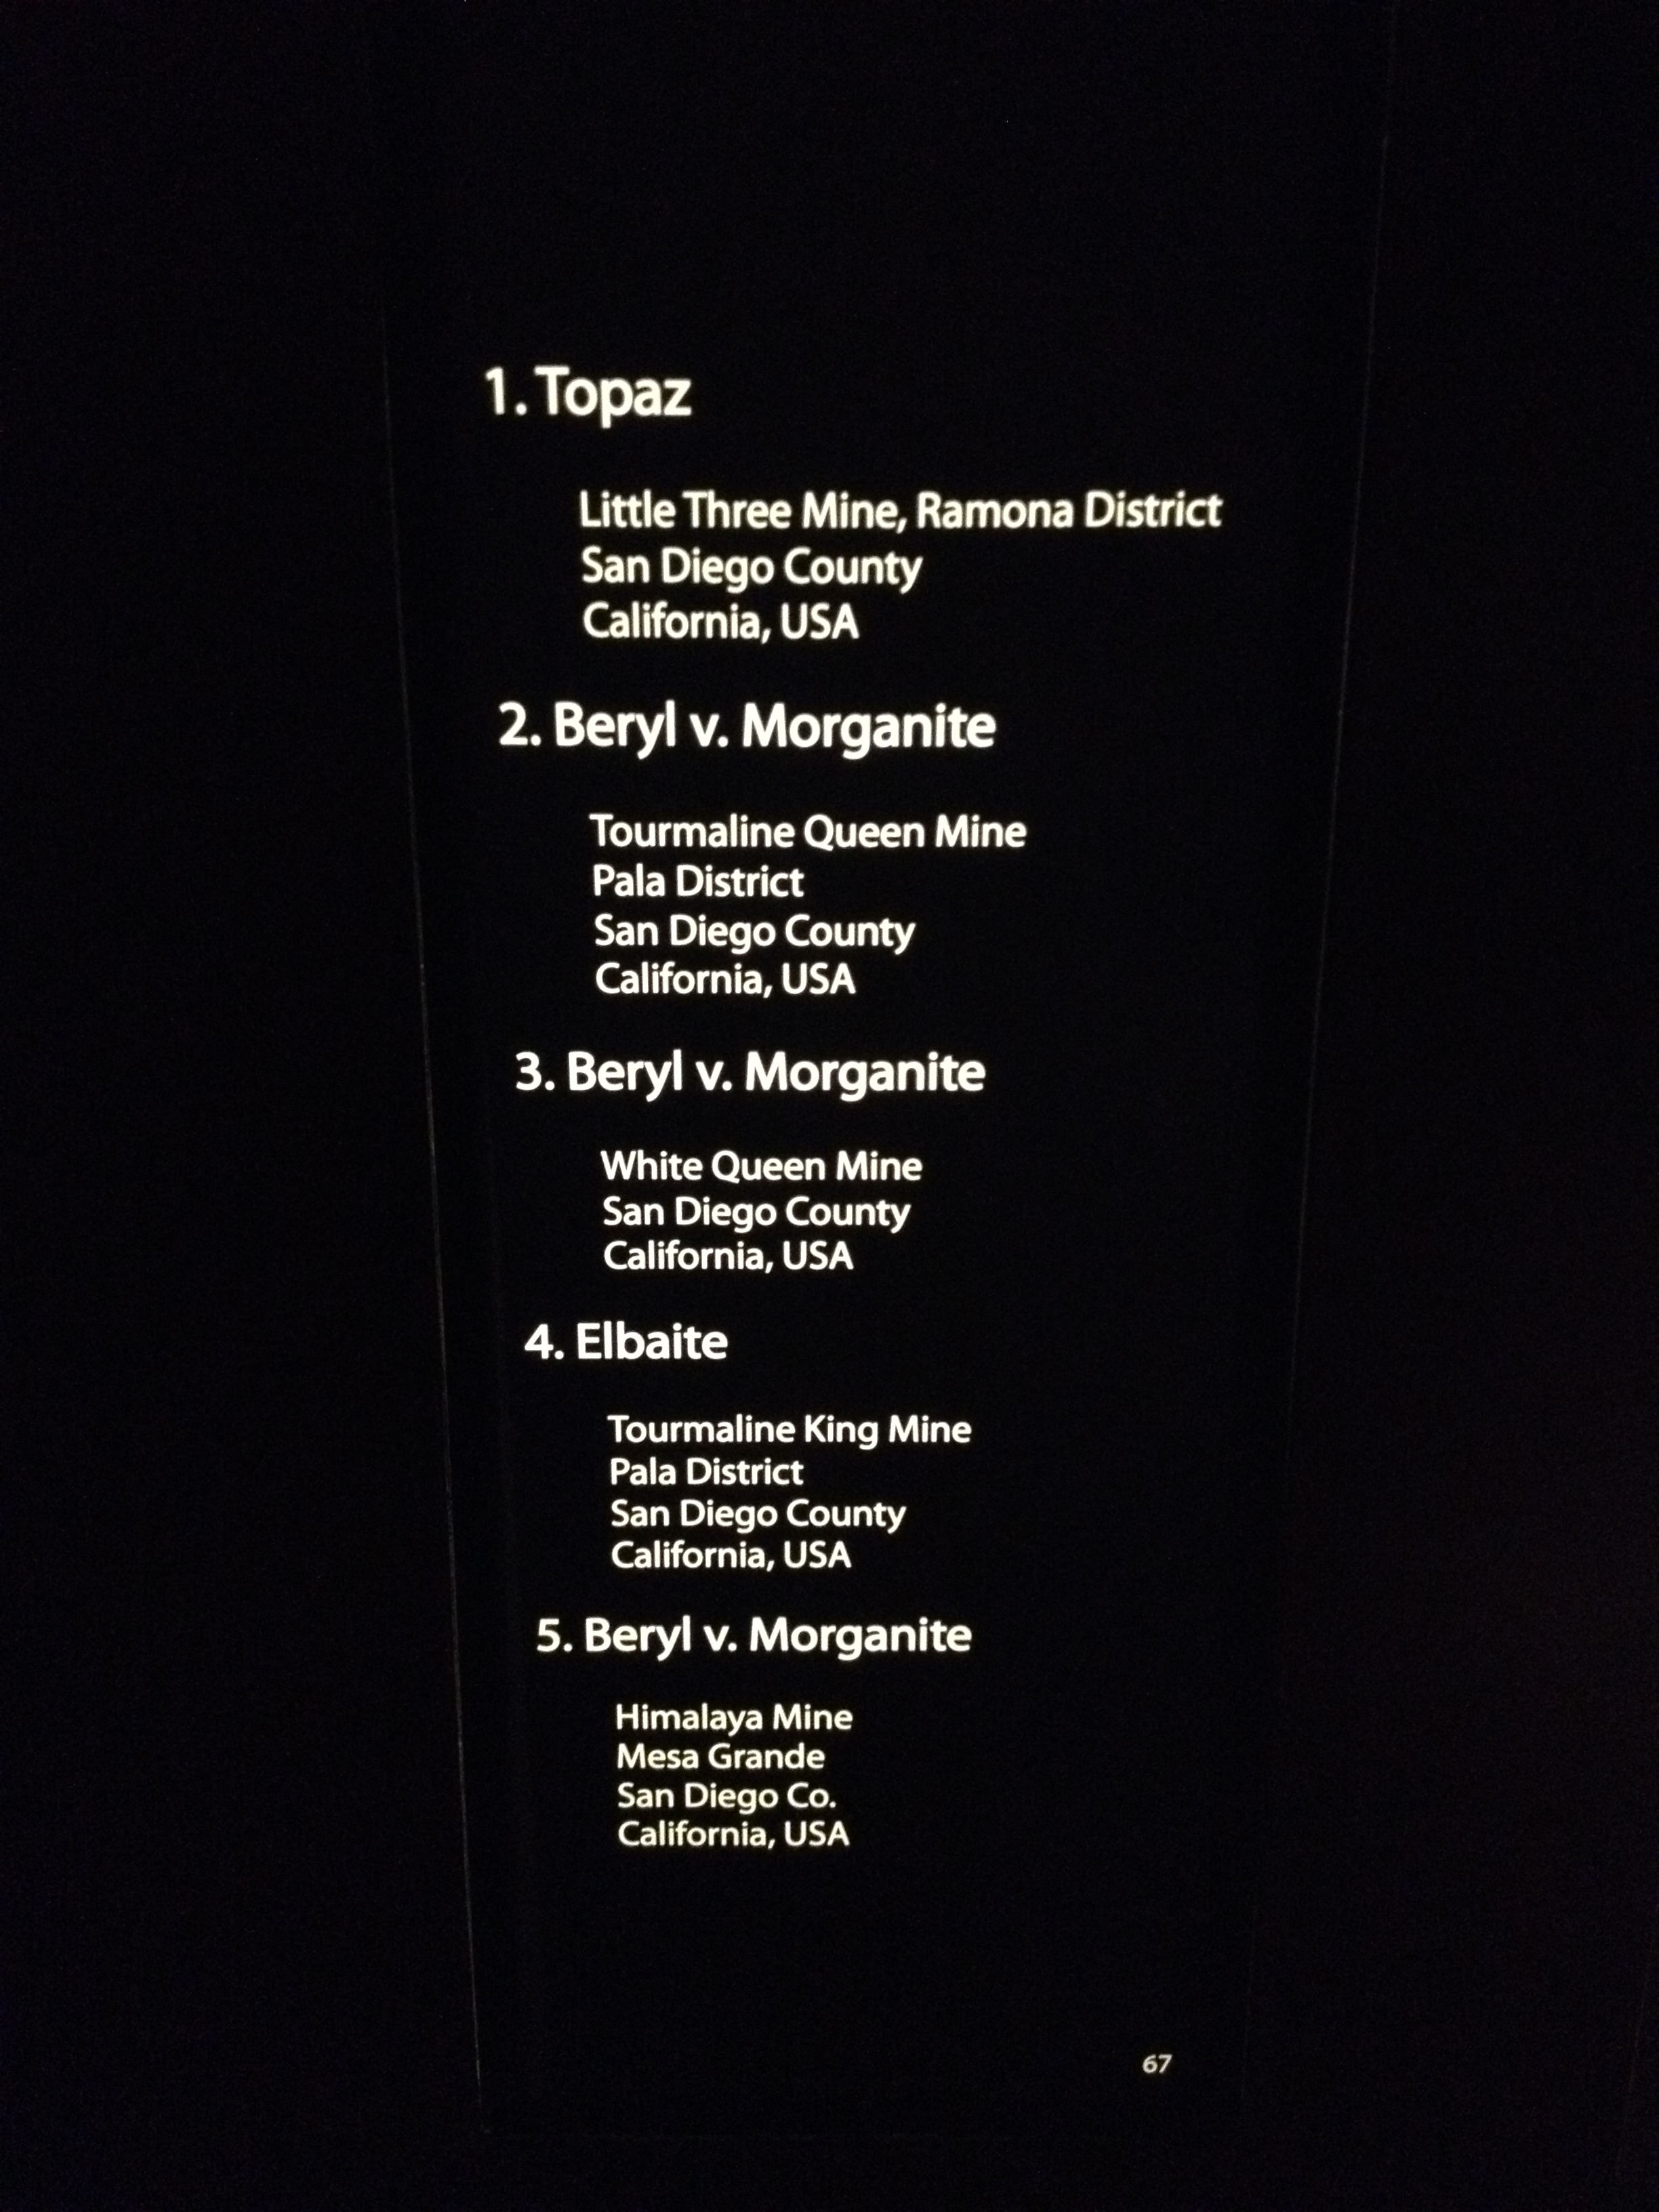 1. Topaz
Little Three Mine, Ramona District
San Diego County
California, USA
2. Beryl v. Morganite
Tourmaline Queen Mine
Pala District
San Diego County
California, USA
3. Beryl v. Morganite
White Queen Mine
San Diego County
California, USA
4. Elbaite
Tourmaline King Mine
Pala District
San Diego County
California, USA
5. Beryl v. Morganite
Himalaya Mine
Mesa Grande
San Diego Co.
California, USA
67